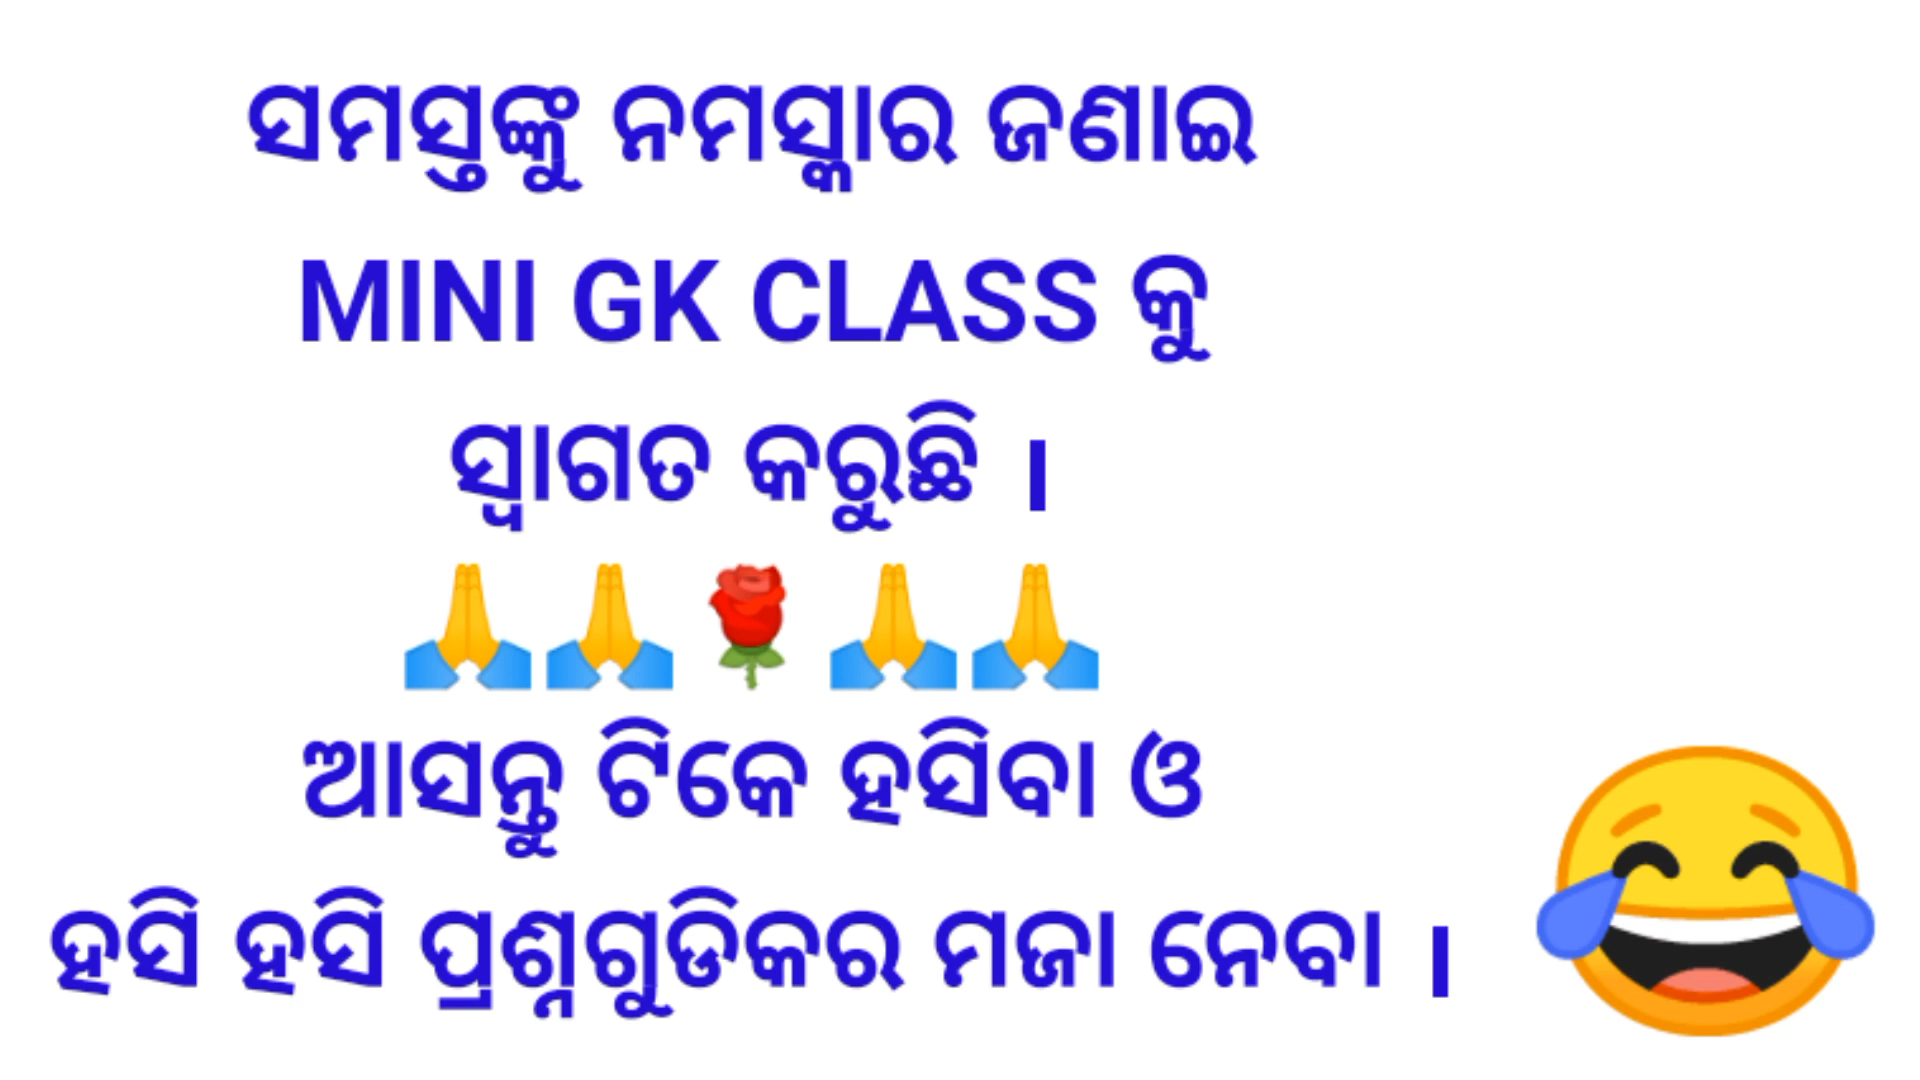 ସମସ୍ତଙ୍କୁ ନମସ୍କାର ଜଣାଇ
MINI GK CLASS କୁ
ସ୍ୱାଗତ କରୁଛି ।
🙏🙏🌹🙏🙏
ଆସନ୍ତୁ ଟିକେ ହସିବା ଓ
ହସି ହସି ପ୍ରଶ୍ନଗୁଡିକର ମଜା ନେବା ।